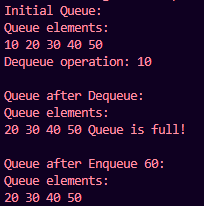 Initial Queue:
Queue elements:
10 20 30 40 50
Dequeue operation: 10
Queue after Dequeue:
Queue elements:
20 30 40 50 Queue is full!
Queue after Enqueue 60:
Queue elements:
20 30 40 50